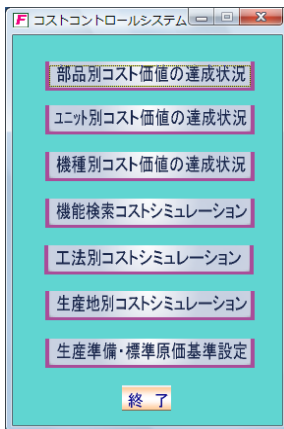 F コストコントロールシステム
部品別コスト価値の達成状況
ユニット別コスト価値の達成状況
機種別コスト価値の達成状況
機能検索コストシミュレーション
工法別コストシミュレーション
生産地別コストシミュレーション
生産準備・標準原価基準設定
終 了